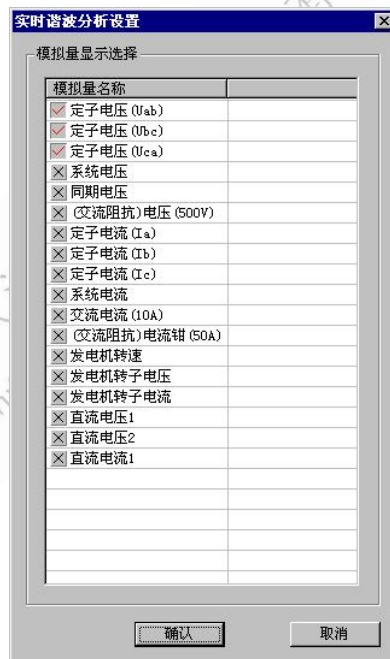 实时谐波分析设置
模拟量显示选择
模拟量名称
定子电压(Uab)
定子电压(Ubc)
定子电压(Uca)
系统电压
同期电压
(交流阻抗)电压(500V)
定子电流(Ia)
定子电流(Ib)
定子电流(Ic)
系统电流
交流电流(10A)
(交流阻抗)电流钳(50A)
发电机转速
发电机转子电压
发电机转子电流
直流电压1
直流电压2
直流电流1
确认
取消